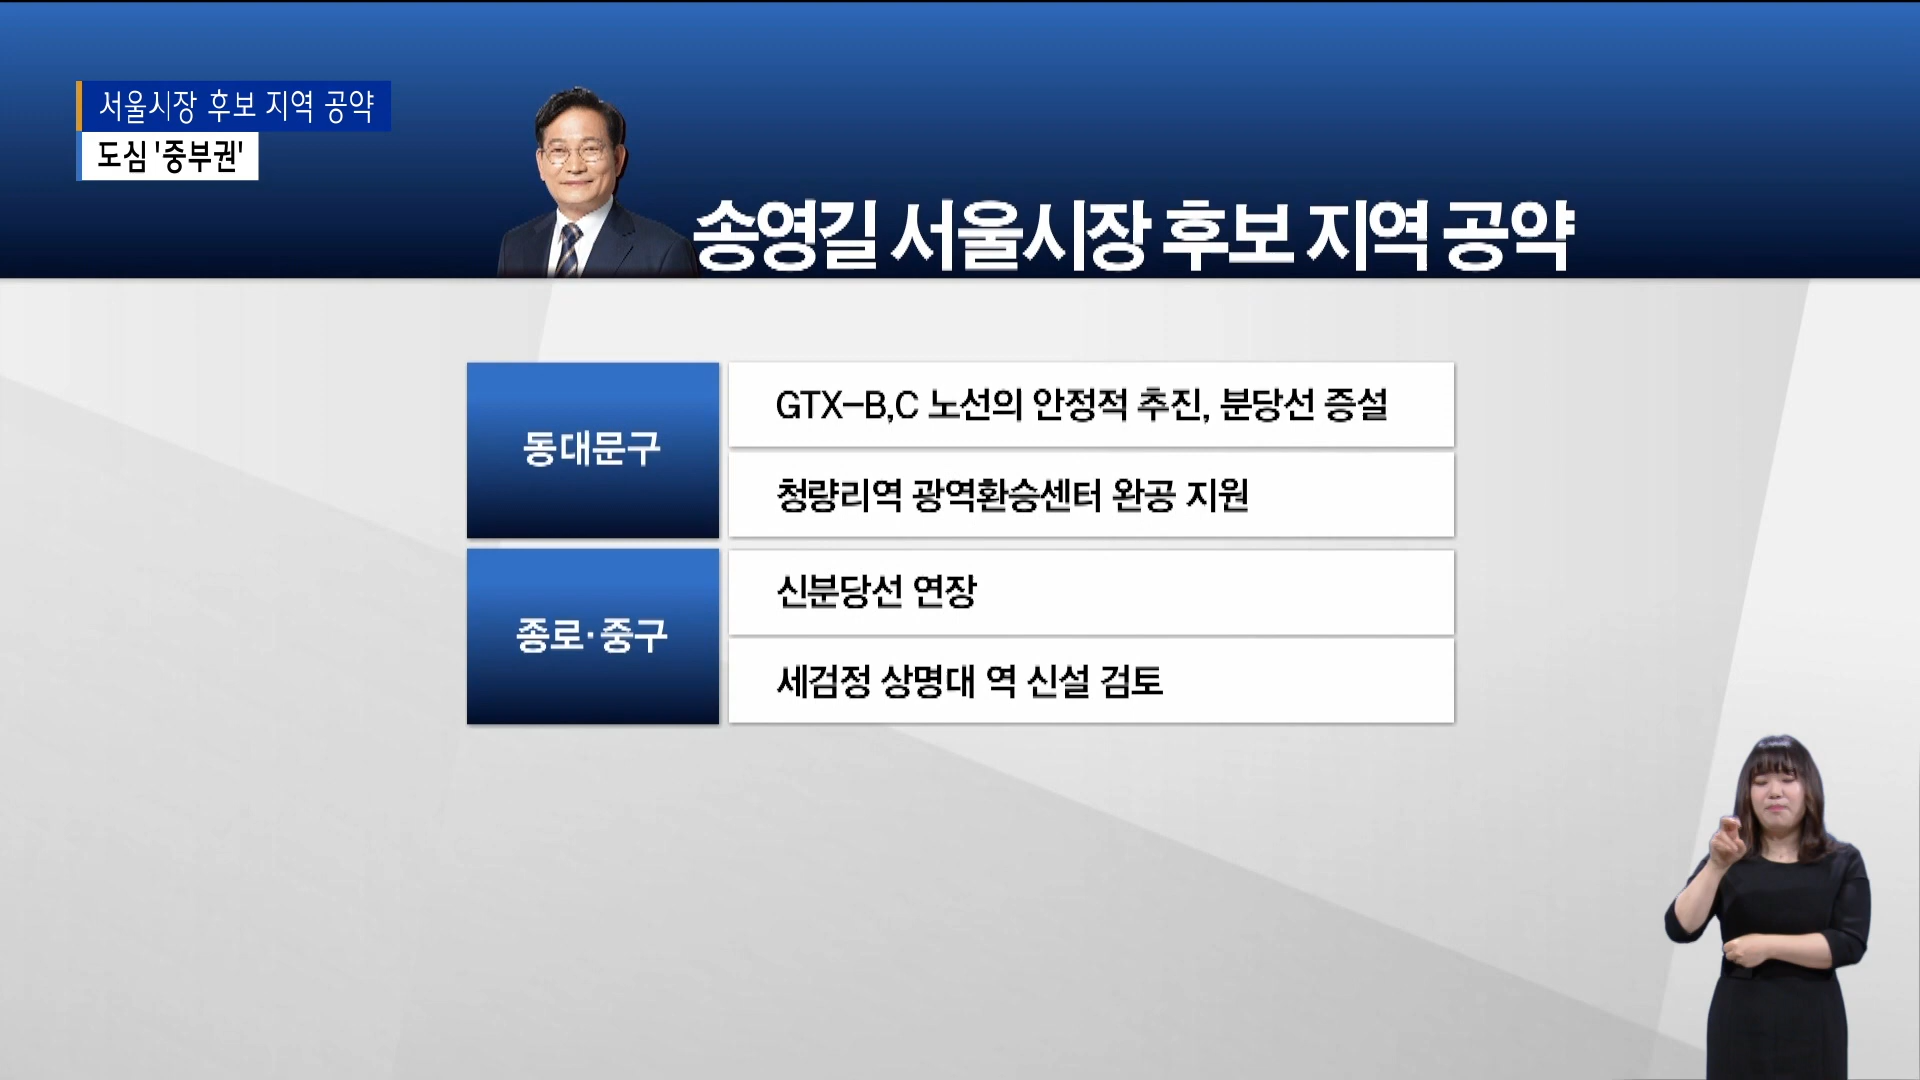 서울시장 후보 지역 공약
도심 '중부권'
송영길 서울시장 후보 지역 공약
동대문구
GTX-B,C 노선의 안정적 추진, 분당선 증설
청량리역 광역환승센터 완공 지원
종로·중구
신분당선 연장
세검정 상명대 역 신설 검토